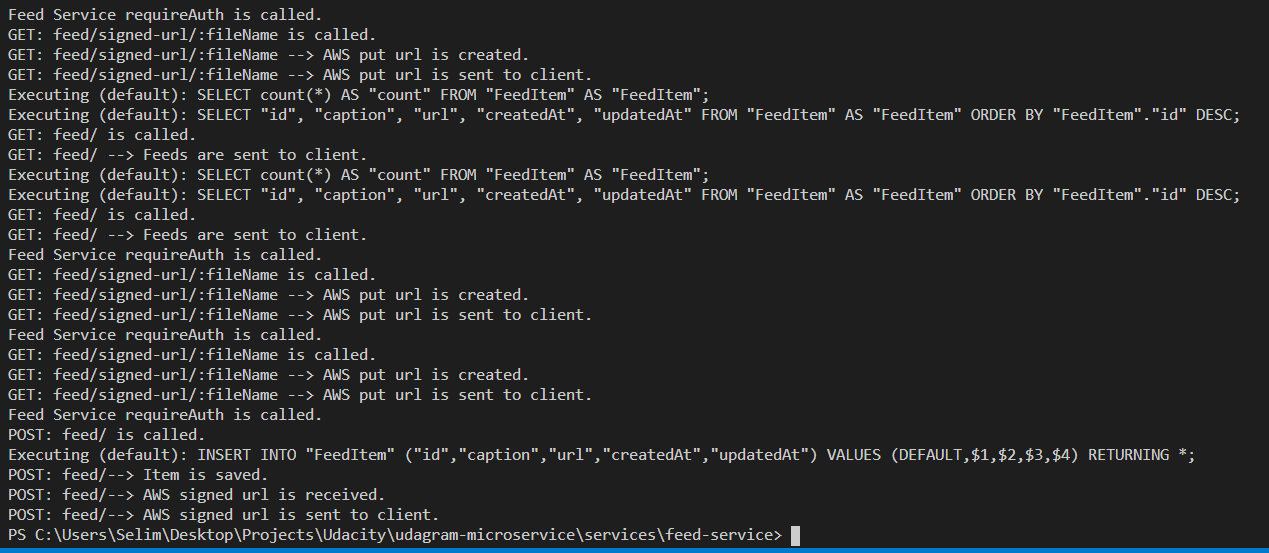 Feed Service requireAuth is called.
GET: feed/signed-url/:fileName is called.
GET: feed/signed-url/:fileName --> AWS put url is created.
GET: feed/signed-url/:fileName --> AWS put url is sent to client.
Executing (default): SELECT count(*) AS "count" FROM "FeedItem" AS "FeedItem";
Executing (default): SELECT "id", "caption", "url", "createdAt", "updatedAt" FROM "FeedItem" AS "FeedItem" ORDER BY "FeedItem"."id" DESC;
GET: feed/ is called.
GET: feed/ --> Feeds are sent to client.
Executing (default): SELECT count(*) AS "count" FROM "FeedItem" AS "FeedItem";
Executing (default): SELECT "id", "caption", "url", "createdAt", "updatedAt" FROM "FeedItem" AS "FeedItem" ORDER BY "FeedItem"."id" DESC;
GET: feed/ is called.
GET: feed/ --> Feeds are sent to client.
Feed Service requireAuth is called.
GET: feed/signed-url/:fileName is called.
GET: feed/signed-url/:fileName --> AWS put url is created.
GET: feed/signed-url/:fileName --> AWS put url is sent to client.
Feed Service requireAuth is called.
GET: feed/signed-url/:fileName is called.
GET: feed/signed-url/:fileName --> AWS put url is created.
GET: feed/signed-url/:fileName --> AWS put url is sent to client.
Feed Service requireAuth is called.
POST: feed/ is called.
Executing (default): INSERT INTO "FeedItem" ("id","caption","url","createdAt","updatedAt") VALUES (DEFAULT,$1,$2,$3,$4) RETURNING *;
POST: feed/--> Item is saved.
POST: feed/--> AWS signed url is received.
POST: feed/--> AWS signed url is sent to client.
PS C:\Users\Selim\Desktop\Projects\Udacity\udagram-microservice\services\feed-service>